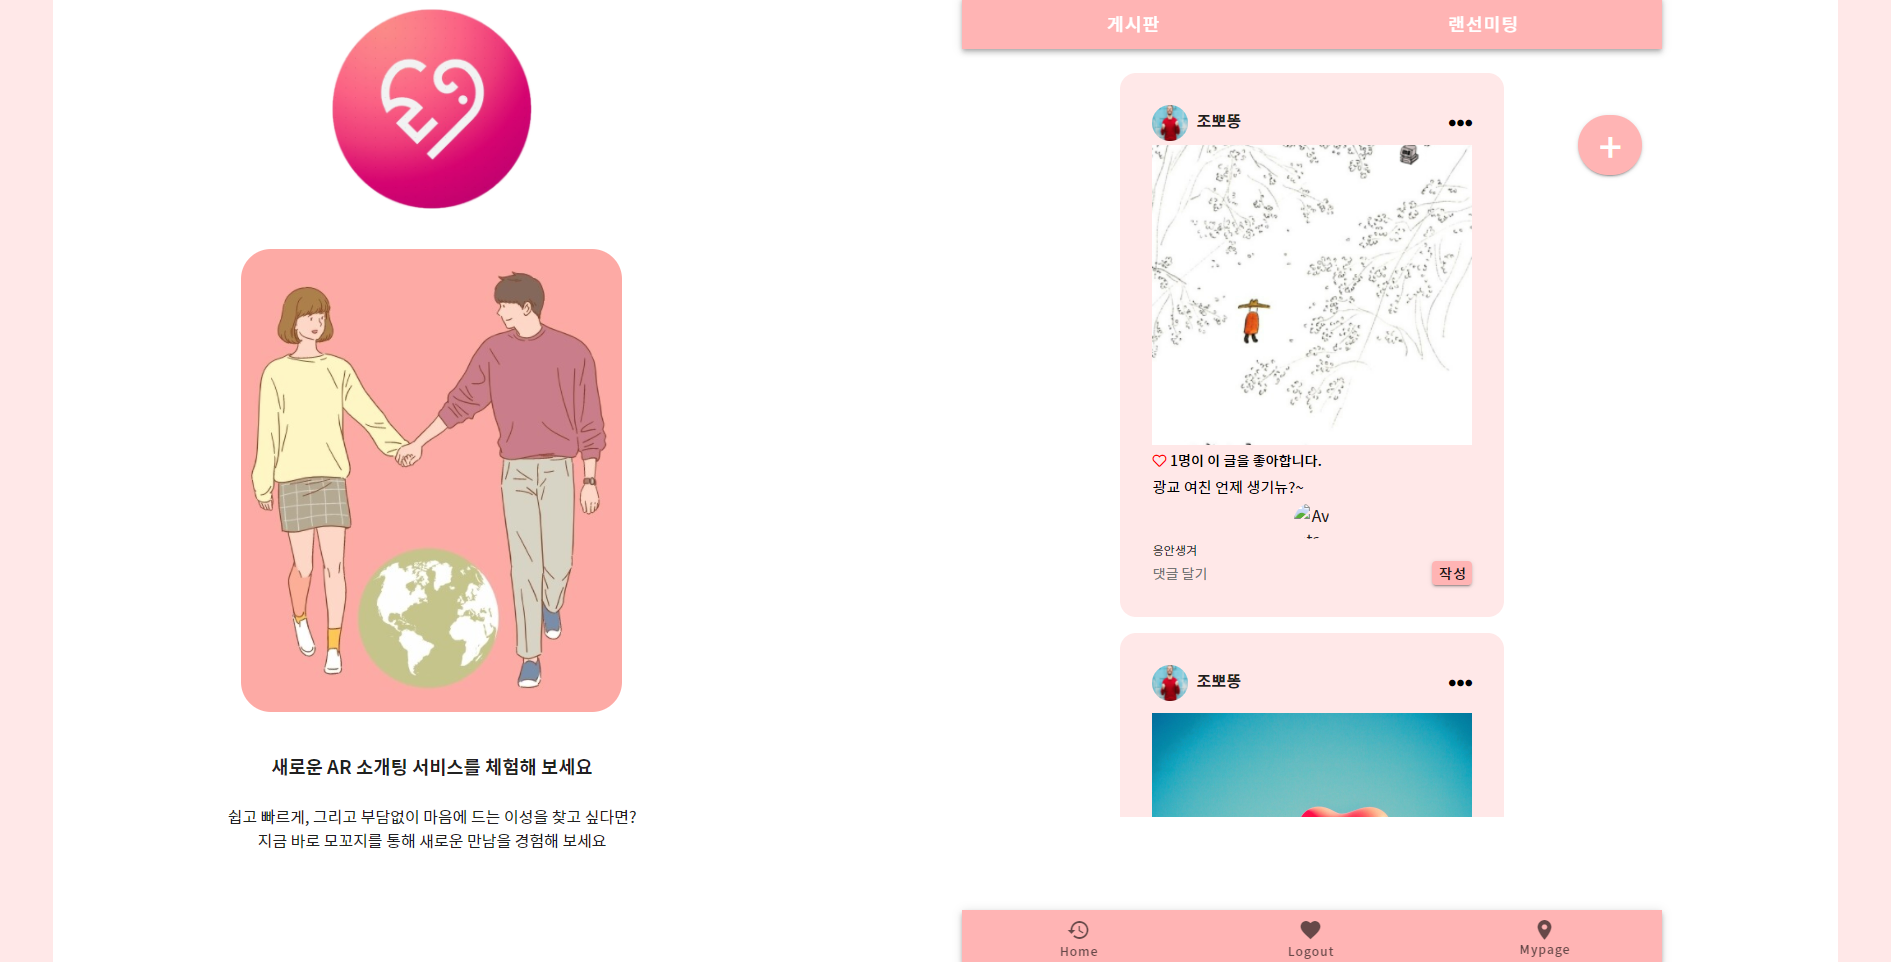 새로운 AR 소개팅 서비스를 체험해 보세요
쉽고 빠르게, 그리고 부담없이 마음에 드는 이성을 찾고 싶다면?
지금 바로 모꼬지를 통해 새로운 만남을 경험해 보세요
게시판 랜선미팅
조뽀똥
1명이 이 글을 좋아합니다.
광교 여친 언제 생기뉴?~
Av
응안생겨
댓글 달기 작성
조뽀똥
Home Logout Mypage